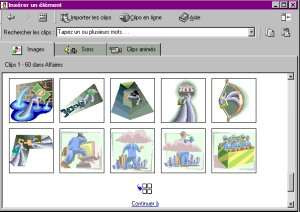 Insérer un élément
Importer les clips Clips en ligne Aide
Rechercher les clips : Tapez un ou plusieurs mots. . .
Images Sons Clips animés
Clips 1 - 60 dans Affaires
Continuer à